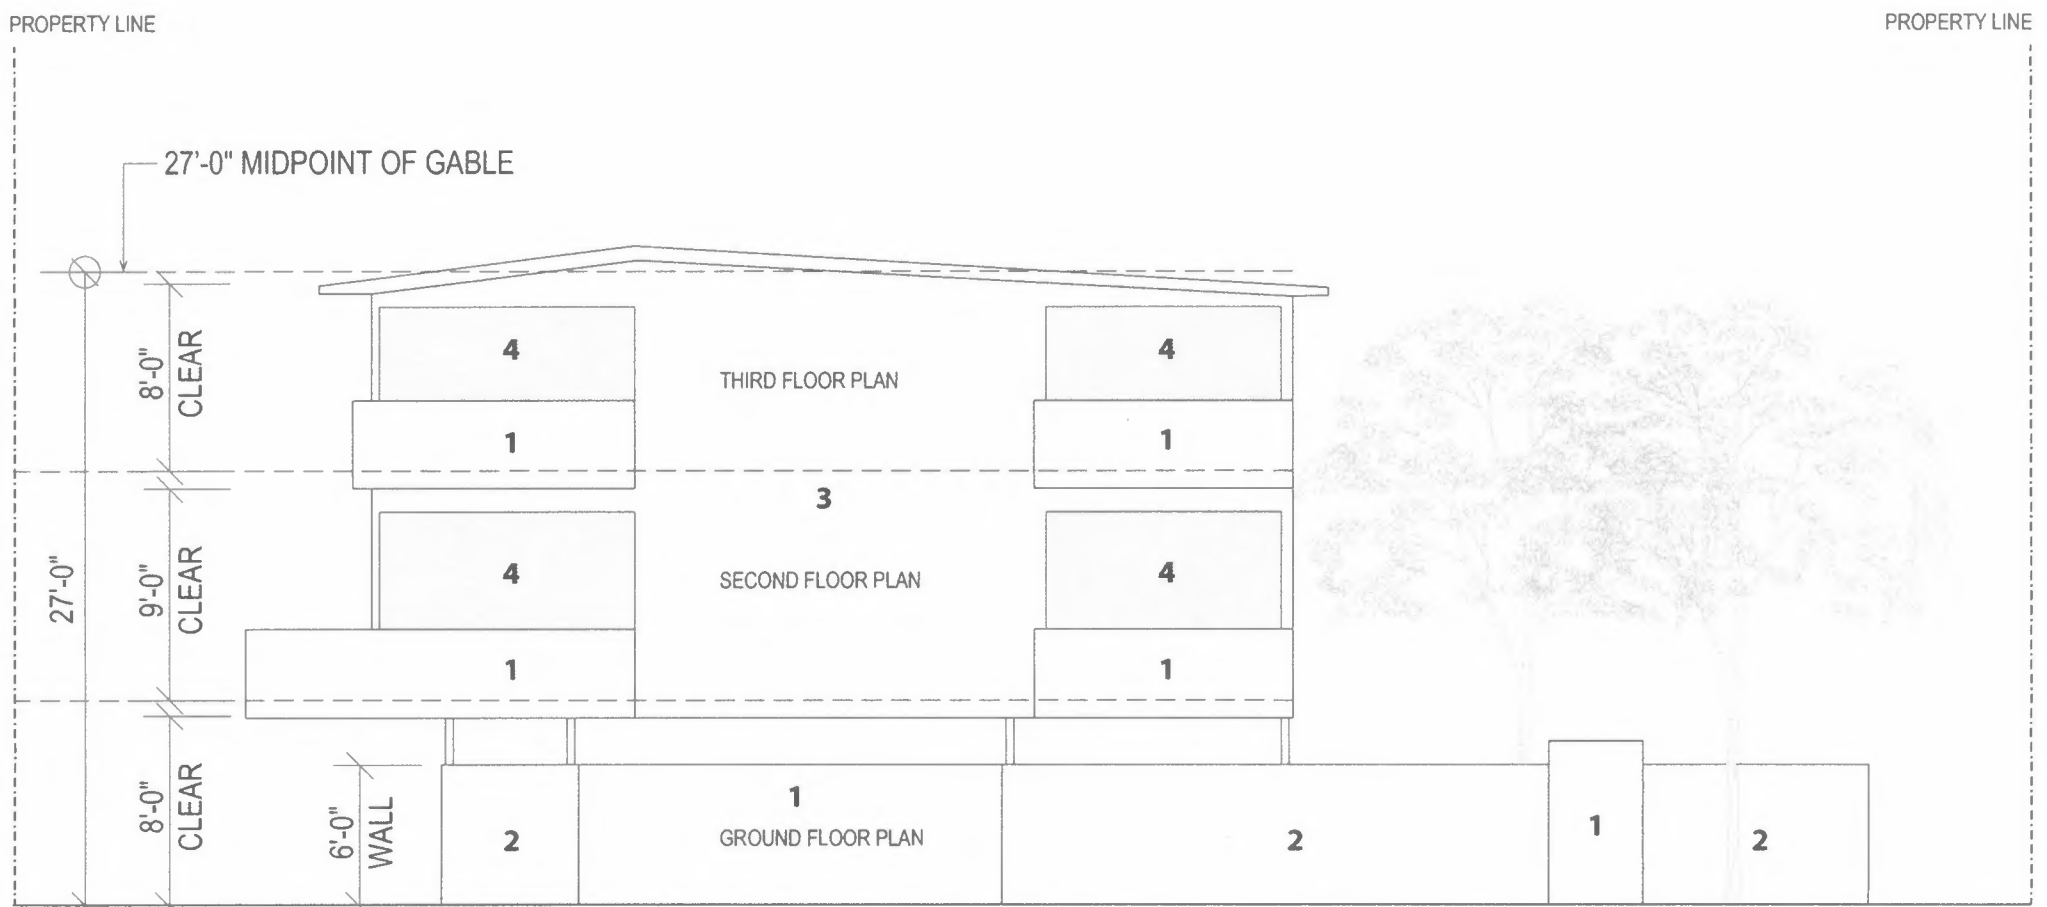 PROPERTY LINE
PROPERTY LINE
27'-0" MIDPOINT OF GABLE
8'-0"
CLEAR
4
THIRD FLOOR PLAN
4
1
1
3
27'-0"
9'-0"
CLEAR
4
SECOND FLOOR PLAN
4
1
1
8'-0"
CLEAR
6'-0"
WALL
2
1
GROUND FLOOR PLAN
2
1
2